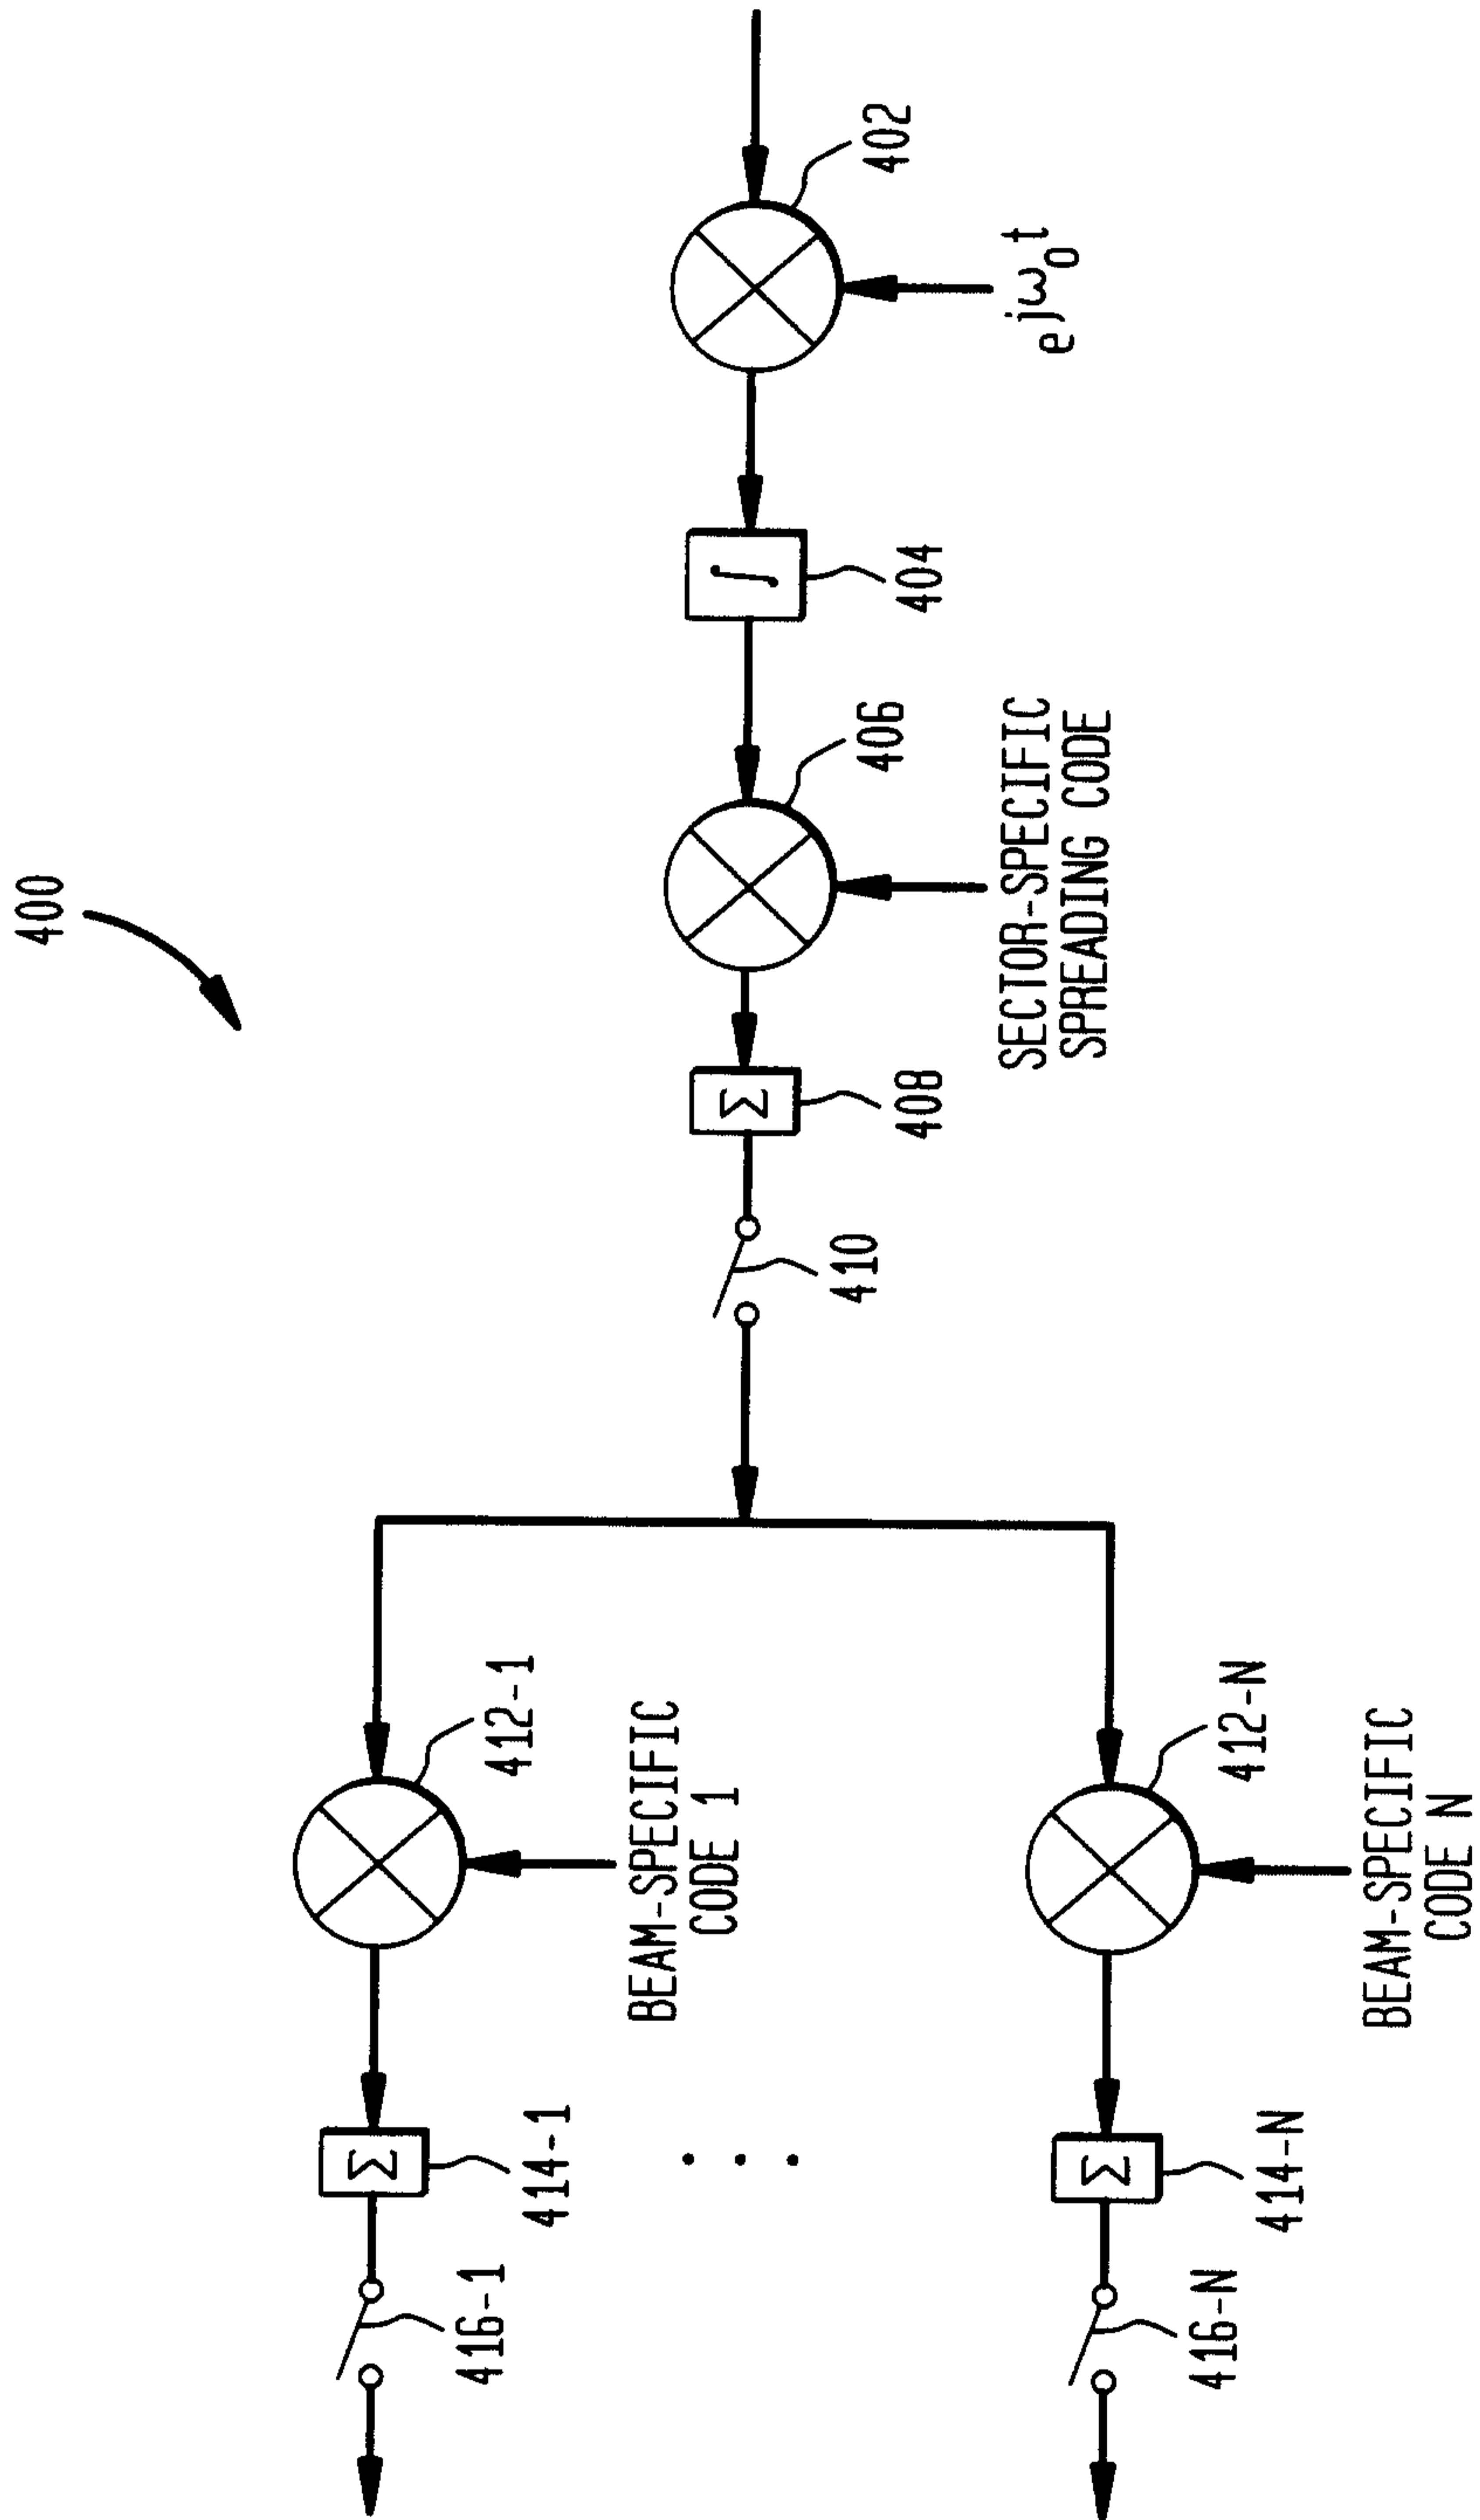 400
402
e^jω₀t
404
406
SECTOR-SPECIFIC
SPREADING CODE
Σ
408
410
412-1
BEAM-SPECIFIC
CODE 1
Σ
414-1
416-1
412-N
BEAM-SPECIFIC
CODE N
Σ
414-N
416-N
∫